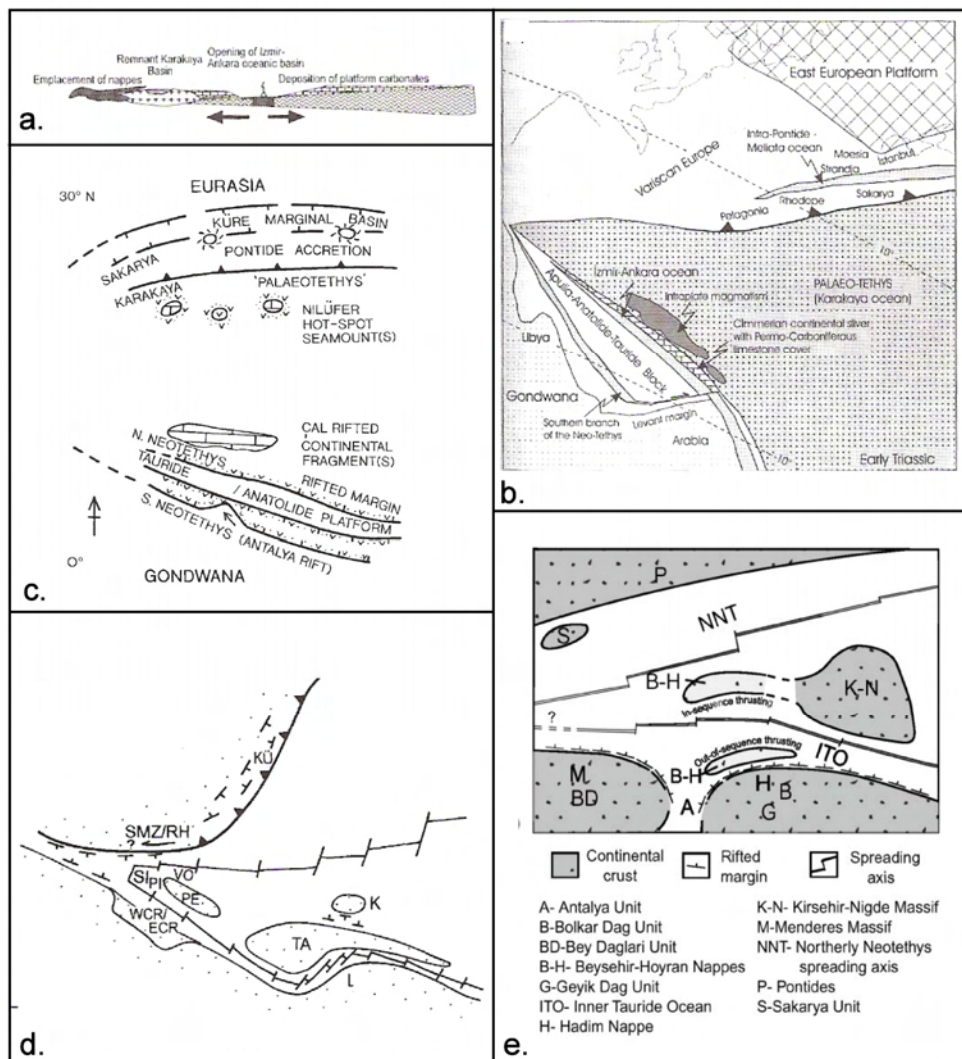 Remnant Karakaya
Basin
Opening of Izmir-
Ankara oceanic basin
Emplacement of nappes
Deposition of platform carbonates
a.
East European Platform
Intra-Pontide -
Meliata ocean
Moesia
Istanbul
Strandja
Variscan Europe
Rhodope
Sakarya
Pelagonia
10°
Izmir-Ankara ocean
Intraplate magmatism
PALAEO-TETHYS
(Karakaya ocean)
Apulia-Anatolide-Tauride Block
Cimmerian continental sliver
with Permo-Carboniferous
limestone cover
Libya
Gondwana
Southern branch
of the Neo-Tethys
Levant margin
Arabia
10°
Early Triassic
b.
30° N
EURASIA
KÜRE MARGINAL BASIN
SAKARYA
PONTIDE ACCRETION
KARAKAYA
'PALAEOTETHYS'
NILÜFER
HOT-SPOT
SEAMOUNT(S)
CAL RIFTED
CONTINENTAL
FRAGMENT(S)
N. NEOTETHYS
RIFTED MARGIN
TAURIDE / ANATOLIDE PLATFORM
S. NEOTETHYS (ANTALYA RIFT)
0°
GONDWANA
c.
KÜ
SMZ/RH
?
SI
PI
VO
PE
K
WCR/
ECR
TA
L
d.
P
NNT
S
B-H
K-N
In-sequence thrusting
?
ITO
Out-of-sequence thrusting
M
BD
B-H
A
H
B
G
Continental
crust
Rifted
margin
Spreading
axis
A- Antalya Unit
B-Bolkar Dag Unit
BD-Bey Daglari Unit
B-H- Beysehir-Hoyran Nappes
G-Geyik Dag Unit
ITO- Inner Tauride Ocean
H- Hadim Nappe
K-N- Kirsehir-Nigde Massif
M-Menderes Massif
NNT- Northerly Neotethys
spreading axis
P- Pontides
S-Sakarya Unit
e.